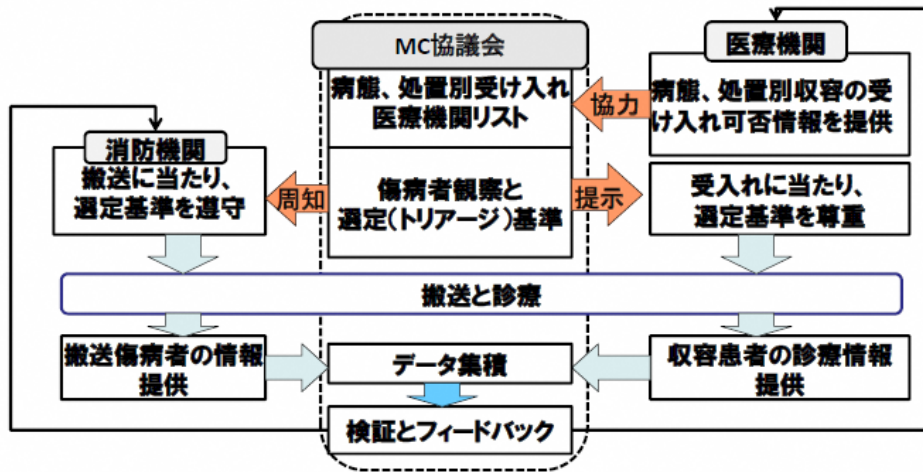 MC協議会
医療機関
病態、処置別受け入れ
医療機関リスト
協力
病態、処置別収容の受
け入れ可否情報を提供
消防機関
搬送に当たり、
選定基準を遵守
周知
傷病者観察と
選定(トリアージ)基準
提示
受入れに当たり、
選定基準を尊重
搬送と診療
搬送傷病者の情報
提供
データ集積
収容患者の診療情報
提供
検証とフィードバック